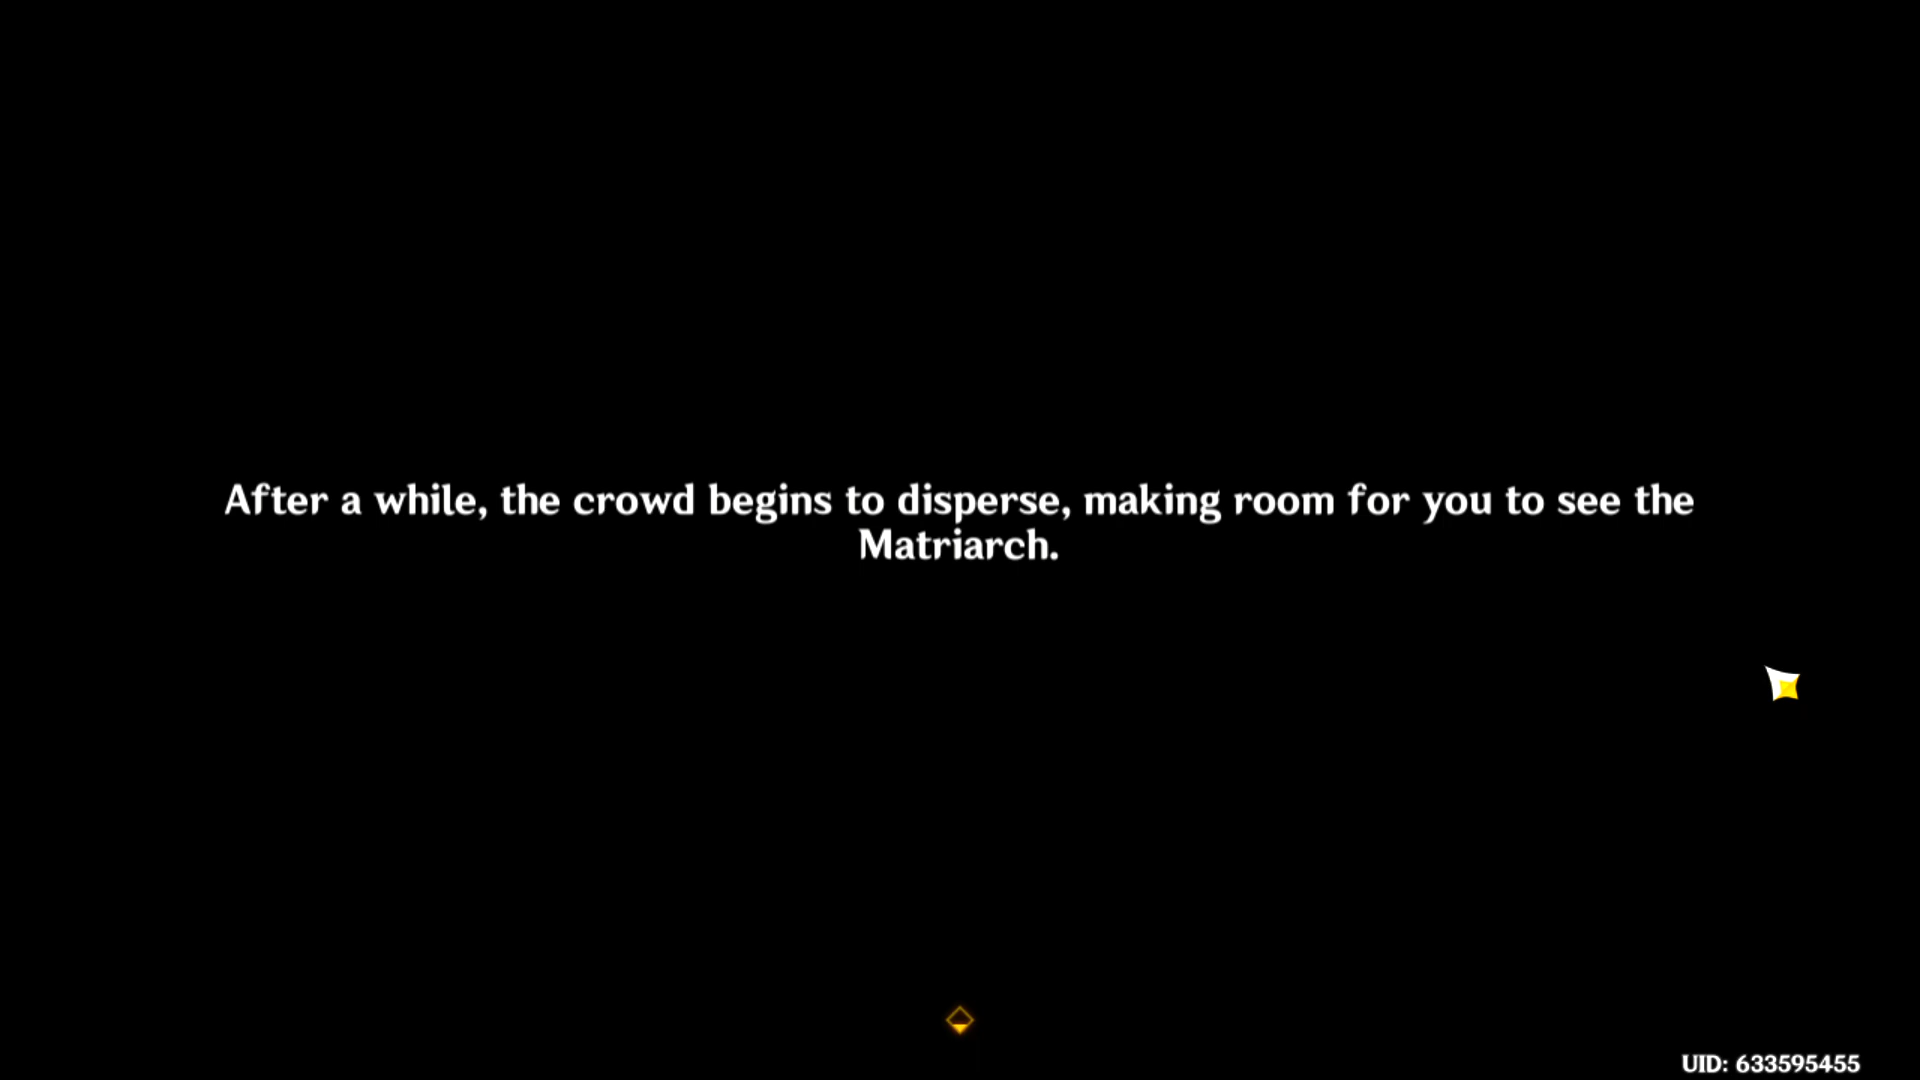 After a while, the crowd begins to disperse, making room for you to see the
Matriarch.
UID: 633595455